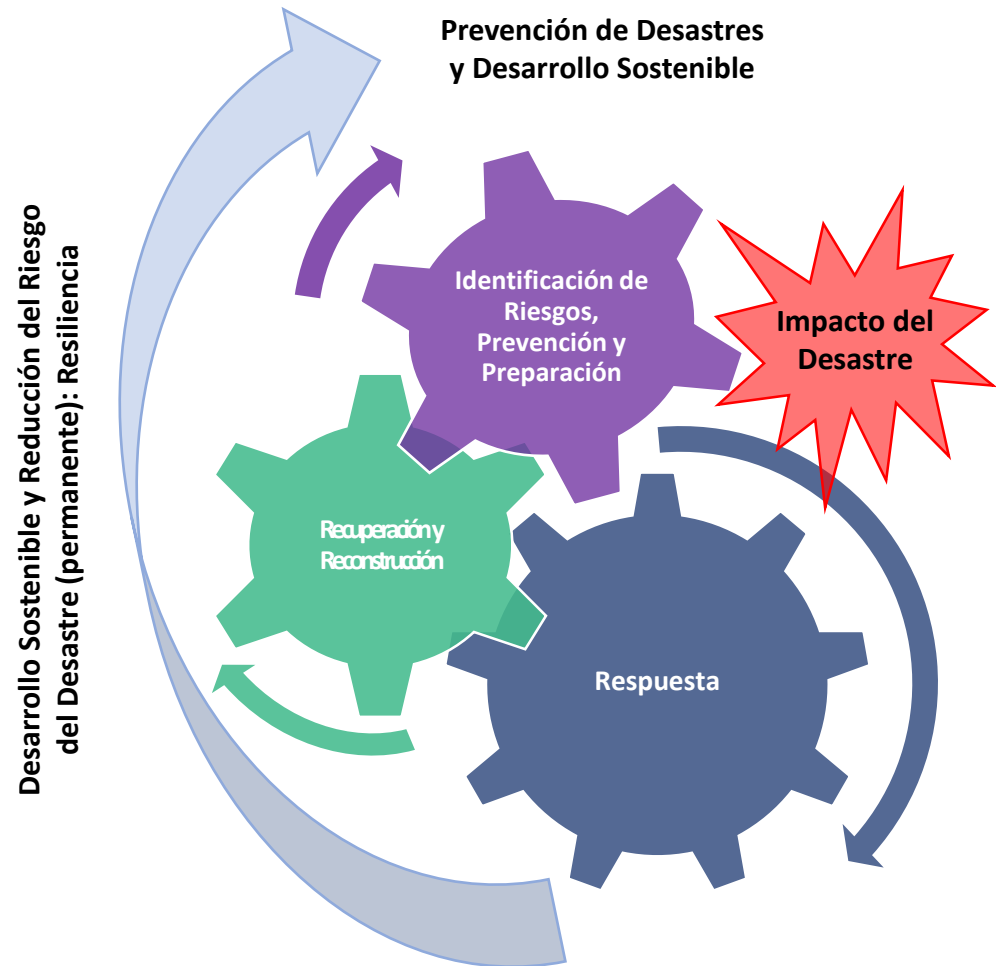 Prevención de Desastres
y Desarrollo Sostenible
Desarrollo Sostenible y Reducción del Riesgo
del Desastre (permanente): Resiliencia
Identificación de
Riesgos,
Prevención y
Preparación
Impacto del
Desastre
Recuperación y
Reconstrucción
Respuesta